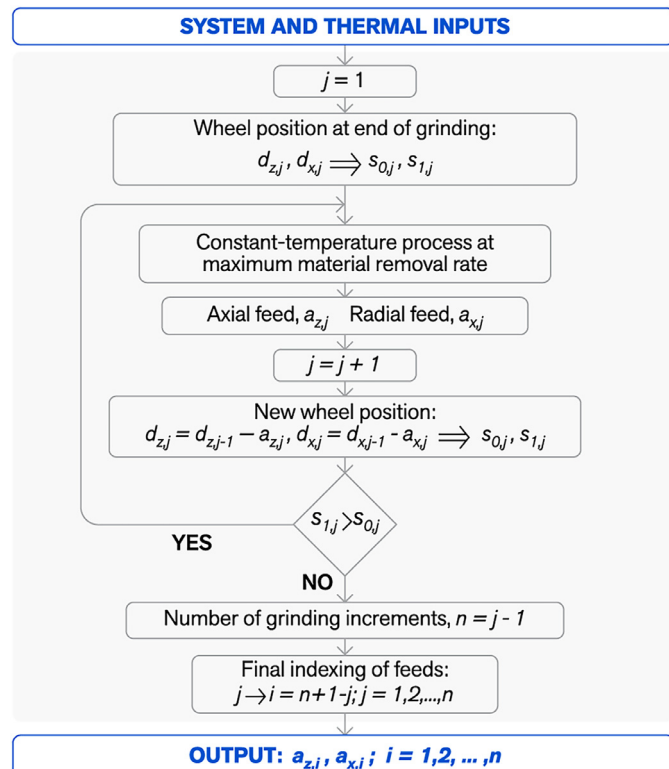 SYSTEM AND THERMAL INPUTS
j = 1
Wheel position at end of grinding:
d_{z,j}, d_{x,j} ⟹ s_{0,j}, s_{1,j}
Constant-temperature process at
maximum material removal rate
Axial feed, a_{z,j} Radial feed, a_{x,j}
j = j + 1
New wheel position:
d_{z,j} = d_{z,j-1} – a_{z,j}, d_{x,j} = d_{x,j-1} - a_{x,j} ⟹ s_{0,j}, s_{1,j}
s_{1,j} > s_{0,j}
YES
NO
Number of grinding increments, n = j - 1
Final indexing of feeds:
j→i = n+1-j; j = 1,2,...,n
OUTPUT: a_{z,i}, a_{x,i}; i = 1,2, ... ,n